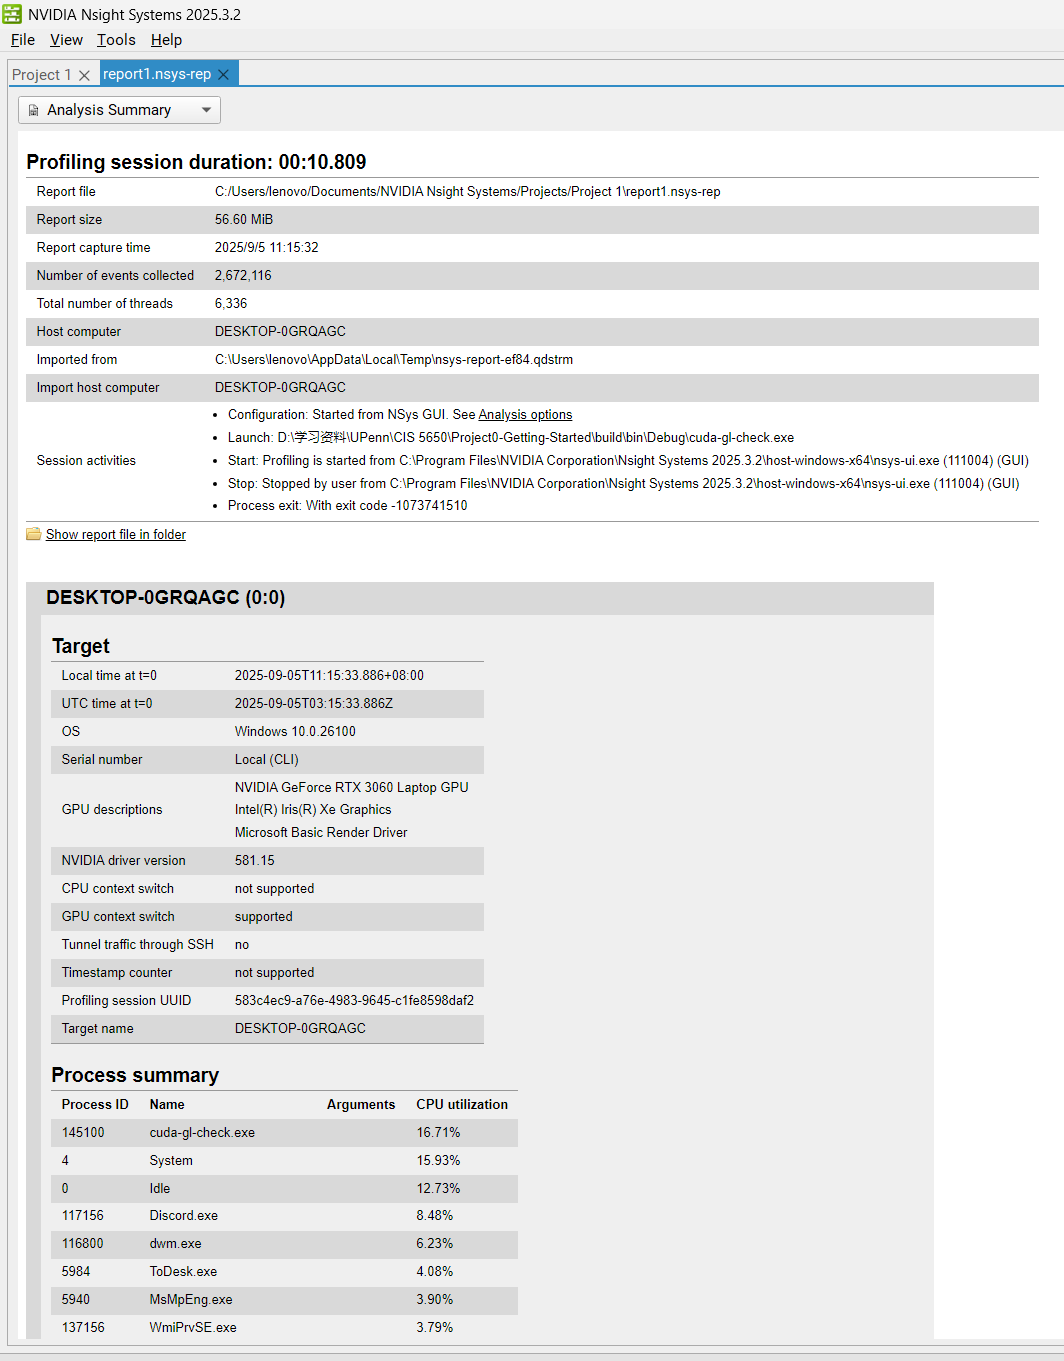 NVIDIA Nsight Systems 2025.3.2
File View Tools Help
Project 1 report1.nsys-rep
Analysis Summary
Profiling session duration: 00:10.809
Report file C:/Users/lenovo/Documents/NVIDIA Nsight Systems/Projects/Project 1\report1.nsys-rep
Report size 56.60 MiB
Report capture time 2025/9/5 11:15:32
Number of events collected 2,672,116
Total number of threads 6,336
Host computer DESKTOP-0GRQAGC
Imported from C:\Users\lenovo\AppData\Local\Temp\nsys-report-ef84.qdstrm
Import host computer DESKTOP-0GRQAGC
Session activities
• Configuration: Started from NSys GUI. See Analysis options
• Launch: D:\学习资料\UPenn\CIS 5650\Project0-Getting-Started\build\bin\Debug\cuda-gl-check.exe
• Start: Profiling is started from C:\Program Files\NVIDIA Corporation\Nsight Systems 2025.3.2\host-windows-x64\nsys-ui.exe (111004) (GUI)
• Stop: Stopped by user from C:\Program Files\NVIDIA Corporation\Nsight Systems 2025.3.2\host-windows-x64\nsys-ui.exe (111004) (GUI)
• Process exit: With exit code -1073741510
Show report file in folder
DESKTOP-0GRQAGC (0:0)
Target
Local time at t=0 2025-09-05T11:15:33.886+08:00
UTC time at t=0 2025-09-05T03:15:33.886Z
OS Windows 10.0.26100
Serial number Local (CLI)
GPU descriptions
NVIDIA GeForce RTX 3060 Laptop GPU
Intel(R) Iris(R) Xe Graphics
Microsoft Basic Render Driver
NVIDIA driver version 581.15
CPU context switch not supported
GPU context switch supported
Tunnel traffic through SSH no
Timestamp counter not supported
Profiling session UUID 583c4ec9-a76e-4983-9645-c1fe8598daf2
Target name DESKTOP-0GRQAGC
Process summary
Process ID Name Arguments CPU utilization
145100 cuda-gl-check.exe 16.71%
4 System 15.93%
0 Idle 12.73%
117156 Discord.exe 8.48%
116800 dwm.exe 6.23%
5984 ToDesk.exe 4.08%
5940 MsMpEng.exe 3.90%
137156 WmiPrvSE.exe 3.79%